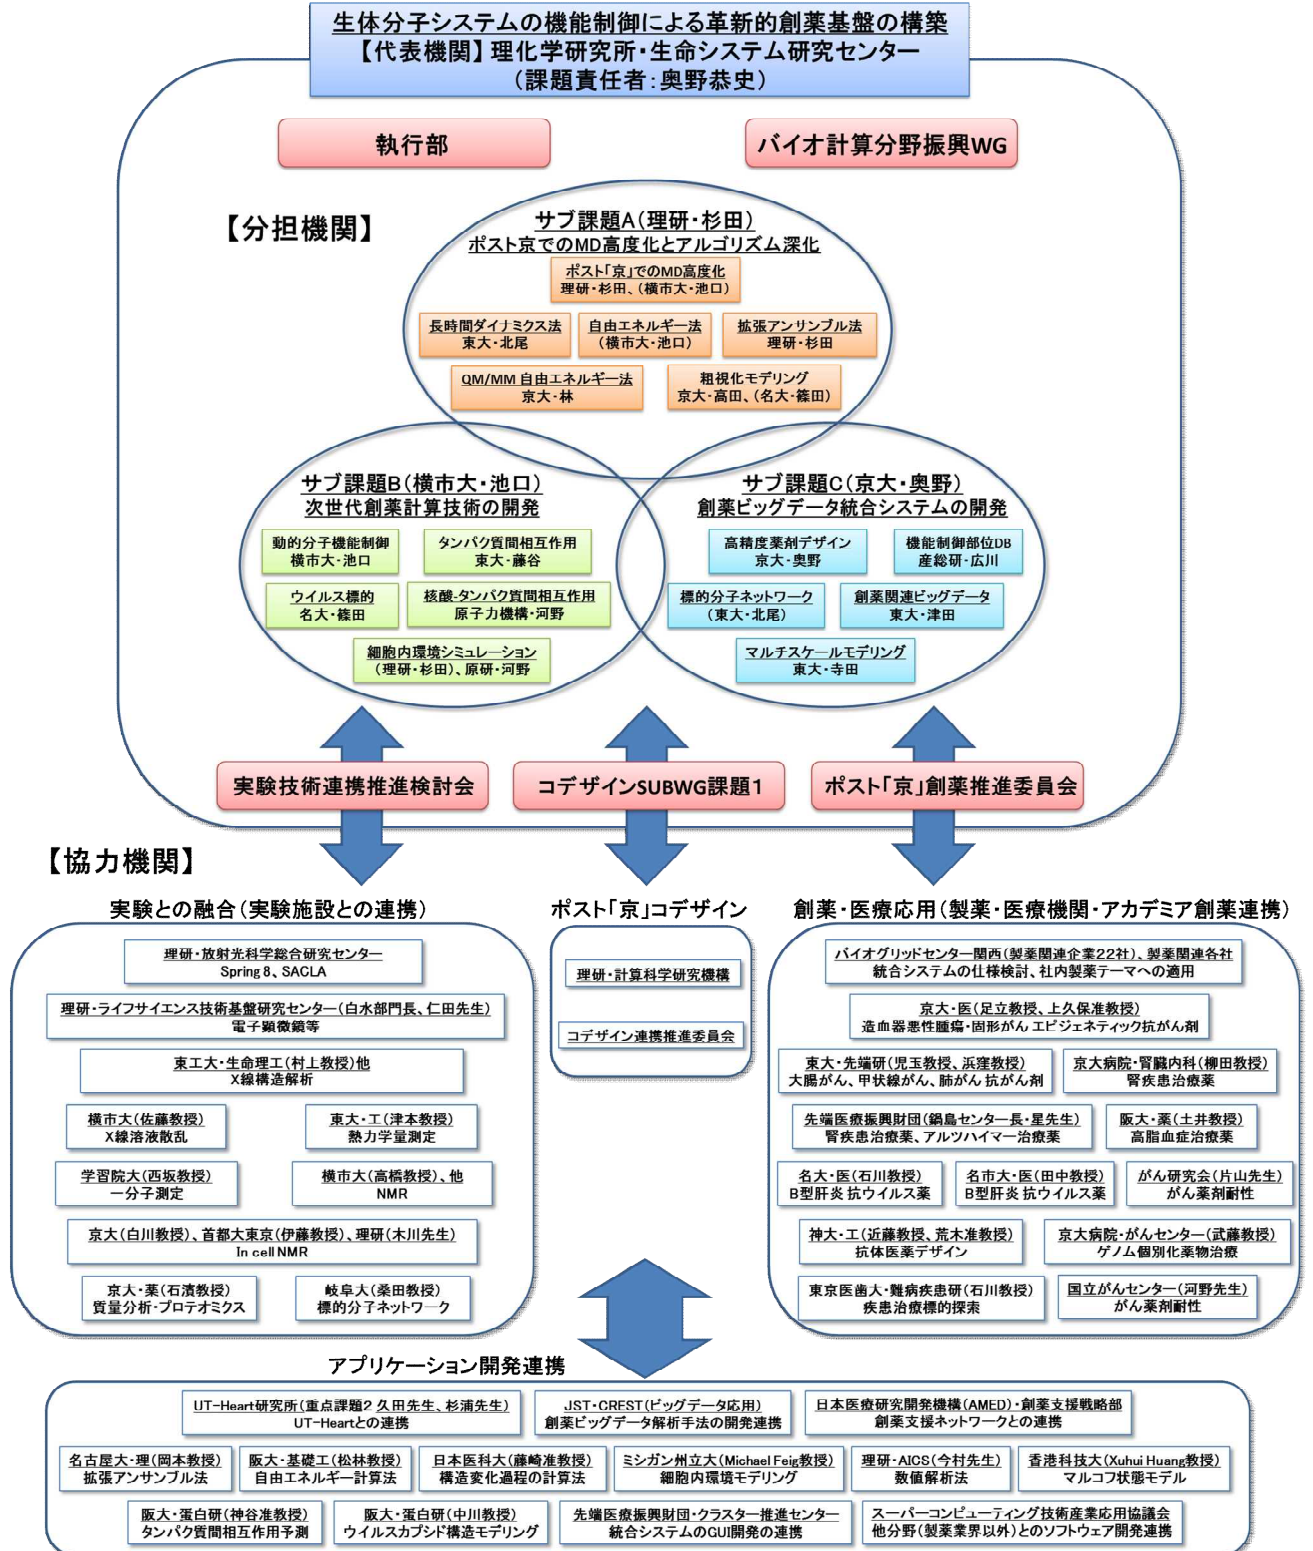 生体分子システムの機能制御による革新的創薬基盤の構築
【代表機関】理化学研究所・生命システム研究センター
（課題責任者：奥野恭史）
執行部
バイオ計算分野振興WG
【分担機関】
サブ課題A（理研・杉田）
ポスト京でのMD高度化とアルゴリズム深化
ポスト「京」でのMD高度化
理研・杉田、（横市大・池口）
長時間ダイナミクス法
東大・北尾
自由エネルギー法
（横市大・池口）
拡張アンサンブル法
理研・杉田
QM/MM 自由エネルギー法
京大・林
粗視化モデリング
京大・高田、（名大・篠田）
サブ課題B（横市大・池口）
次世代創薬計算技術の開発
動的分子機能制御
横市大・池口
タンパク質間相互作用
東大・藤谷
ウイルス標的
名大・篠田
核酸-タンパク質間相互作用
原子力機構・河野
細胞内環境シミュレーション
（理研・杉田）、原研・河野
サブ課題C（京大・奥野）
創薬ビッグデータ統合システムの開発
高精度薬剤デザイン
京大・奥野
機能制御部位DB
産総研・広川
標的分子ネットワーク
（東大・北尾）
創薬関連ビッグデータ
東大・津田
マルチスケールモデリング
東大・寺田
実験技術連携推進検討会
コデザインSUBWG課題1
ポスト「京」創薬推進委員会
【協力機関】
実験との融合（実験施設との連携）
理研・放射光科学総合研究センター
Spring 8、SACLA
理研・ライフサイエンス技術基盤研究センター（白水部門長、仁田先生）
電子顕微鏡等
東工大・生命理工（村上教授）他
X線構造解析
横市大（佐藤教授）
X線溶液散乱
東大・工（津本教授）
熱力学量測定
学習院大（西坂教授）
一分子測定
横市大（高橋教授）、他
NMR
京大（白川教授）、首都大東京（伊藤教授）、理研（木川先生）
In cell NMR
京大・薬（石濱教授）
質量分析・プロテオミクス
岐阜大（桑田教授）
標的分子ネットワーク
ポスト「京」コデザイン
理研・計算科学研究機構
コデザイン連携推進委員会
創薬・医療応用（製薬・医療機関・アカデミア創薬連携）
バイオグリッドセンター関西（製薬関連企業22社）、製薬関連各社
統合システムの仕様検討、社内製薬テーマへの適用
京大・医（足立教授、上久保准教授）
造血器悪性腫瘍・固形がん エピジェネティック抗がん剤
東大・先端研（児玉教授、浜窪教授）
大腸がん、甲状線がん、肺がん 抗がん剤
京大病院・腎臓内科（柳田教授）
腎疾患治療薬
先端医療振興財団（鍋島センター長・星先生）
腎疾患治療薬、アルツハイマー治療薬
阪大・薬（土井教授）
高脂血症治療薬
名大・医（石川教授）
B型肝炎 抗ウイルス薬
名市大・医（田中教授）
B型肝炎 抗ウイルス薬
がん研究会（片山先生）
がん薬剤耐性
神大・工（近藤教授、荒木准教授）
抗体医薬デザイン
京大病院・がんセンター（武藤教授）
ゲノム個別化薬物治療
東京医歯大・難病疾患研（石川教授）
疾患治療標的探索
国立がんセンター（河野先生）
がん薬剤耐性
アプリケーション開発連携
UT-Heart研究所（重点課題2 久田先生、杉浦先生）
UT-Heartとの連携
JST・CREST（ビッグデータ応用）
創薬ビッグデータ解析手法の開発連携
日本医療研究開発機構（AMED）・創薬支援戦略部
創薬支援ネットワークとの連携
名古屋大・理（岡本教授）
拡張アンサンブル法
阪大・基礎工（松林教授）
自由エネルギー計算法
日本医科大（藤崎准教授）
構造変化過程の計算法
ミシガン州立大（Michael Feig教授）
細胞内環境モデリング
理研・AICS（今村先生）
数値解析法
香港科技大（Xuhui Huang教授）
マルコフ状態モデル
阪大・蛋白研（神谷准教授）
タンパク質間相互作用予測
阪大・蛋白研（中川教授）
ウイルスカプシド構造モデリング
先端医療振興財団・クラスター推進センター
統合システムのGUI開発の連携
スーパーコンピューティング技術産業応用協議会
他分野（製薬業界以外）とのソフトウェア開発連携